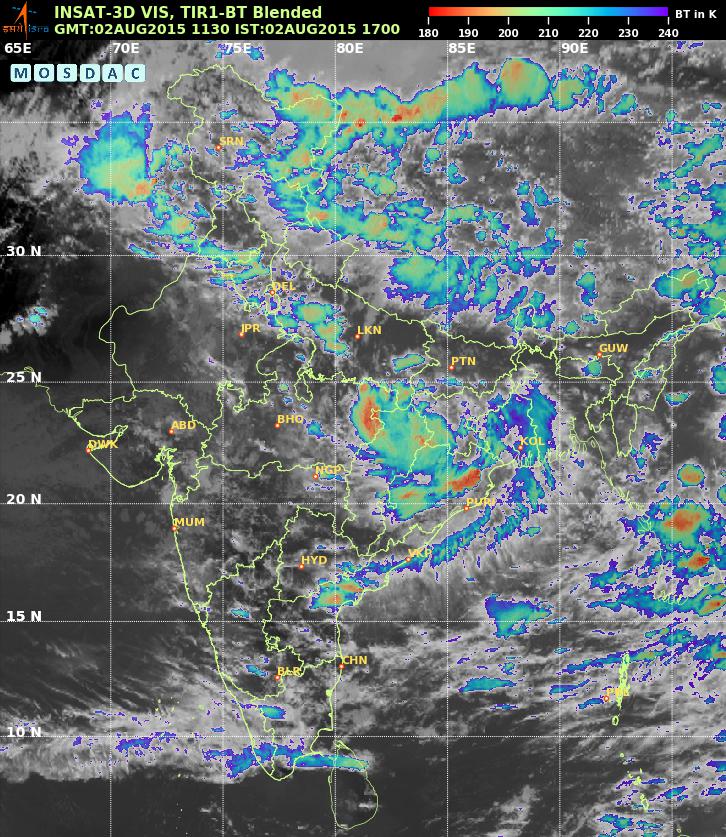 INSAT-3D VIS, TIR1-BT Blended
GMT:02AUG2015 1130 IST:02AUG2015 1700
BT in K
180 190 200 210 220 230 240
65E 70E 75E 80E 85E 90E
M O S D A C
SRN
30 N
DEL
JPR LKN GUW
PTN
25 N
ABD BHO
DWK KOL
NGP
20 N PURI
MUM
VKP
HYD
15 N
CHN
BLR
10 N